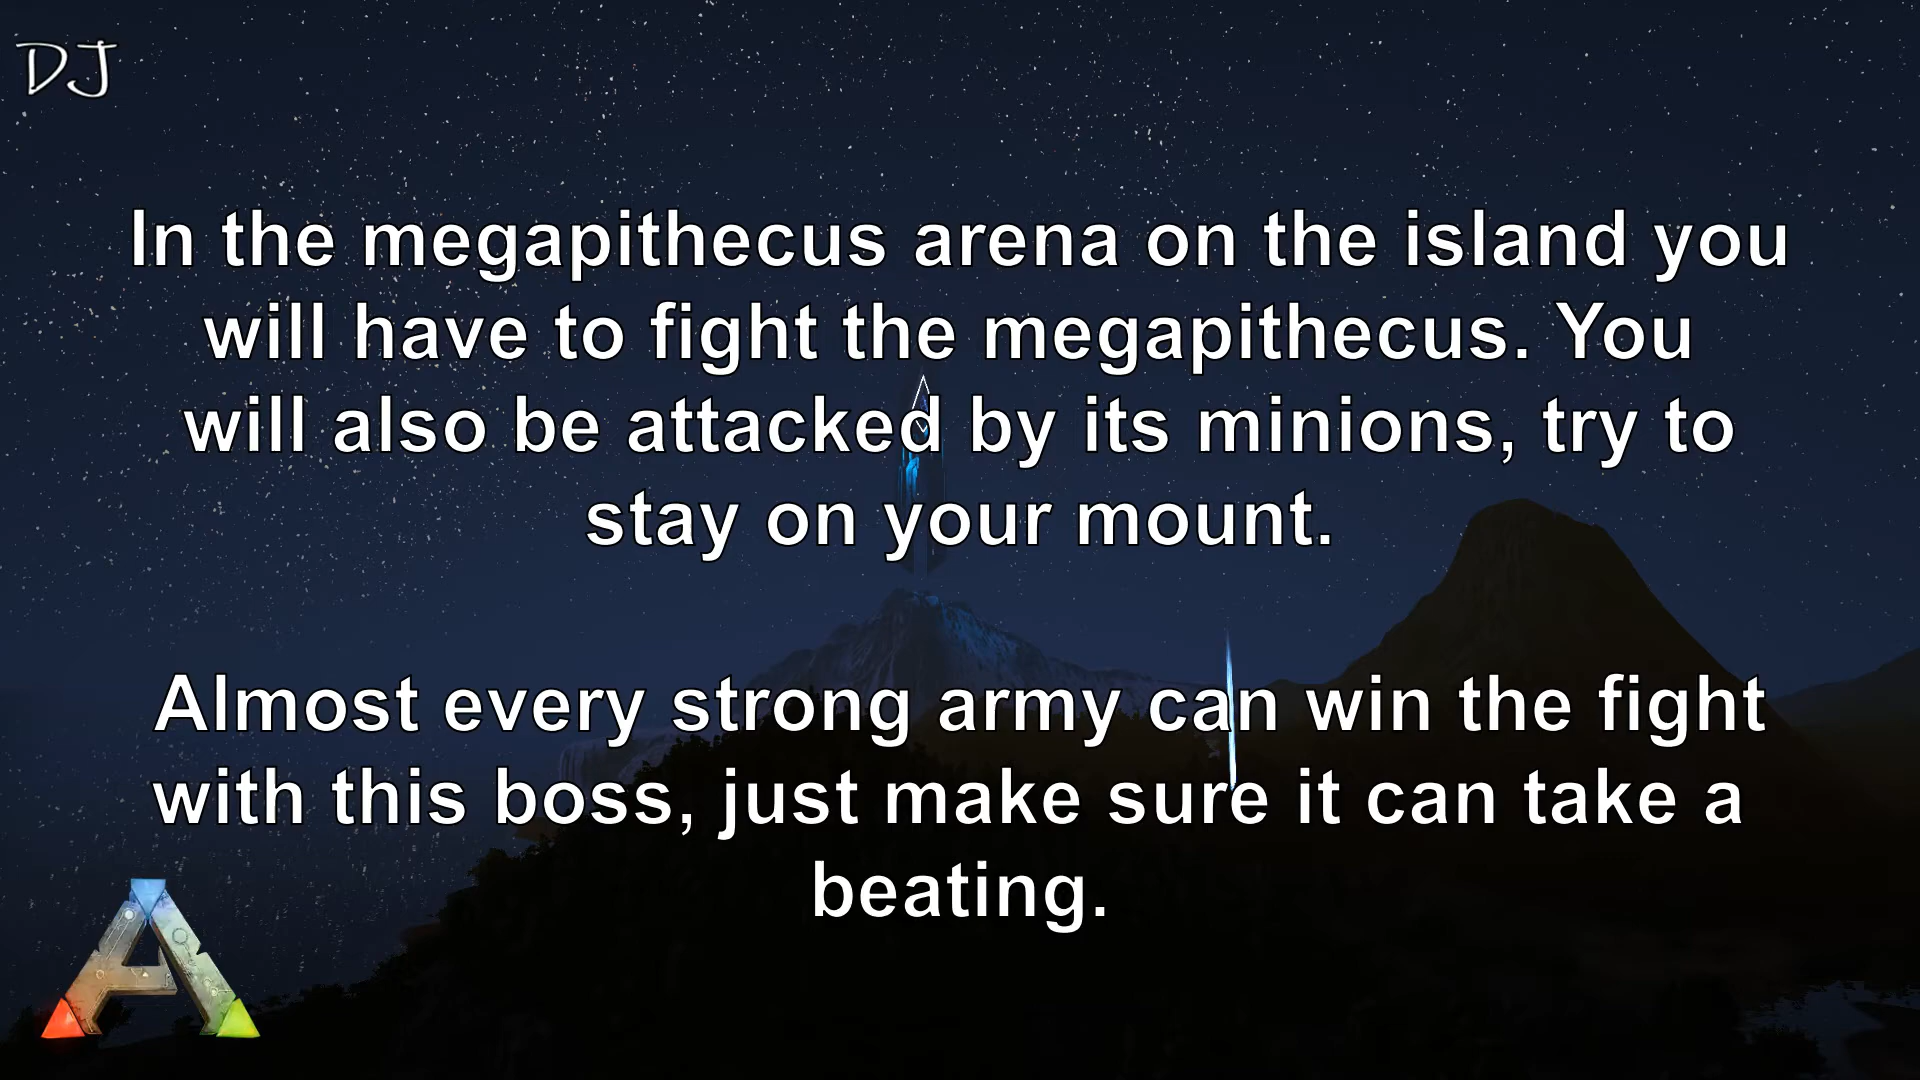 DJ
In the megapithecus arena on the island you
will have to fight the megapithecus. You
will also be attacked by its minions, try to
stay on your mount.
Almost every strong army can win the fight
with this boss, just make sure it can take a
beating.